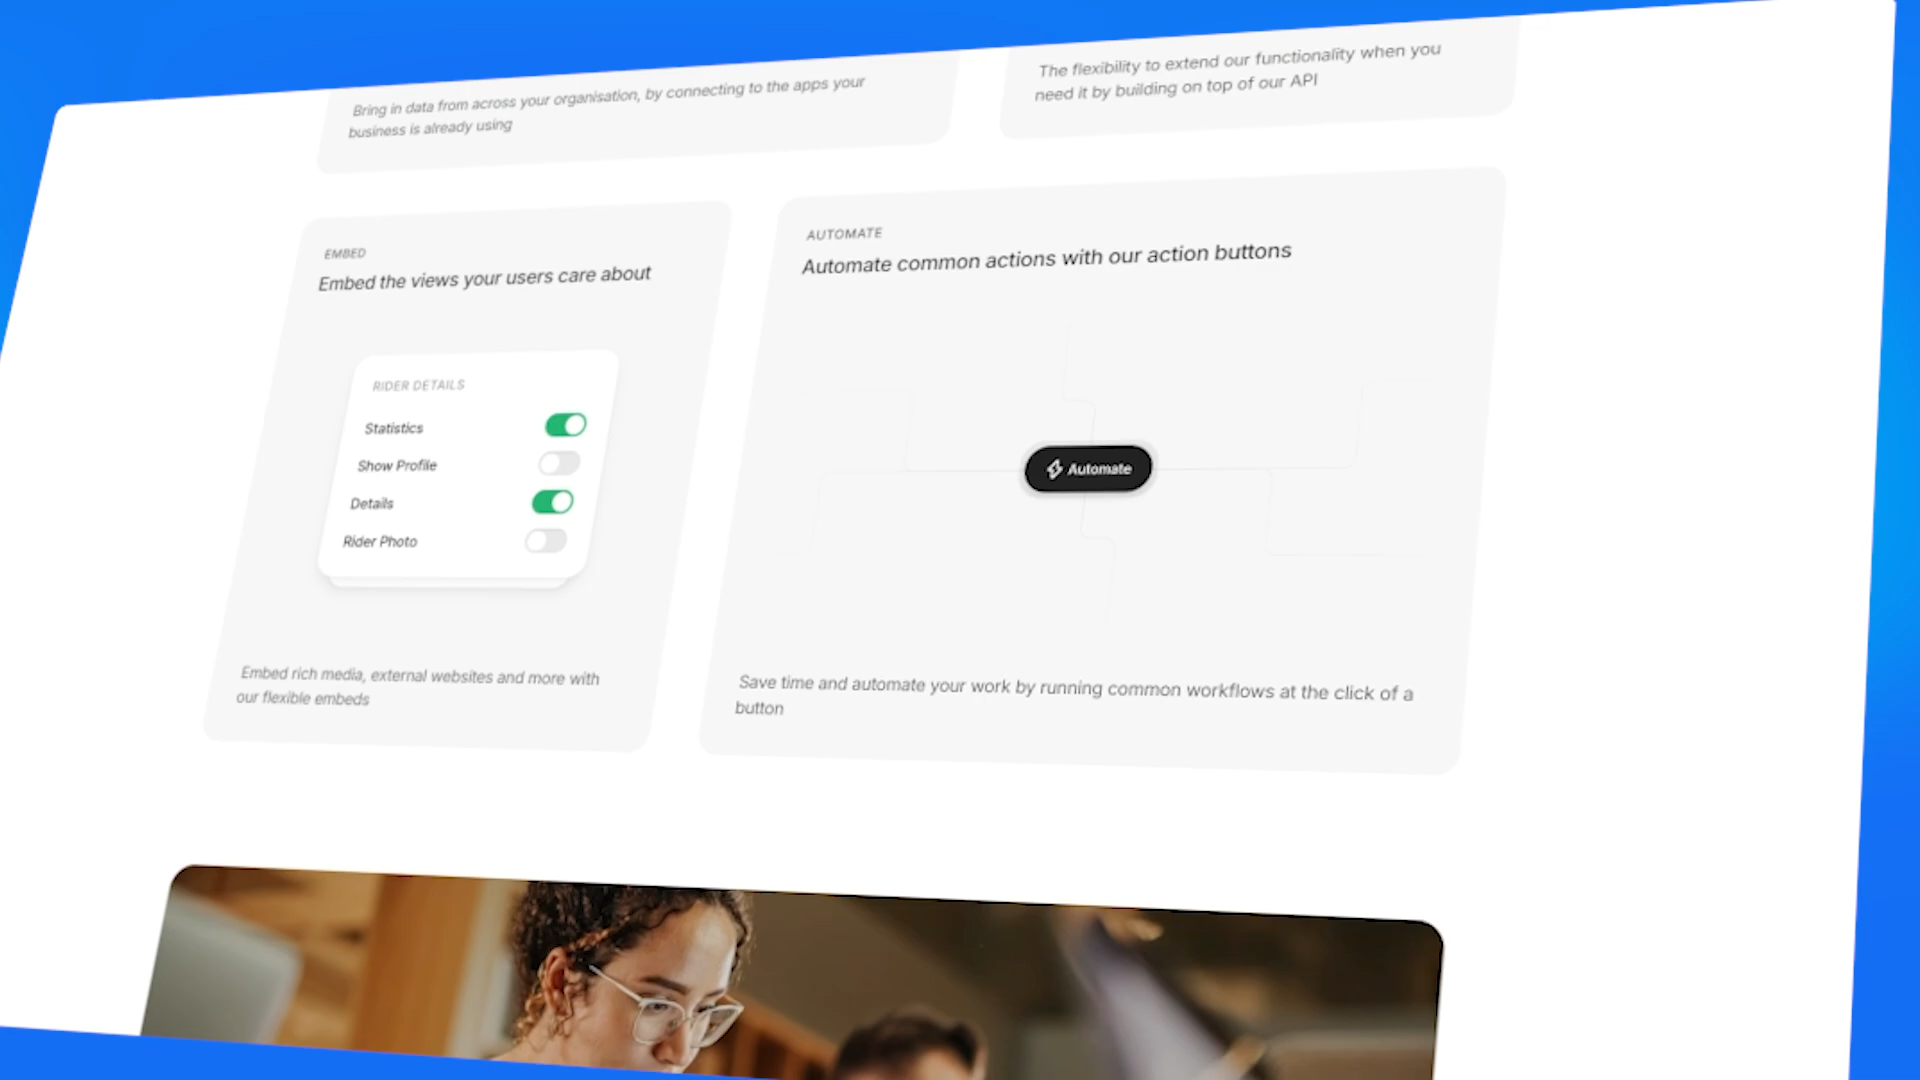 Bring in data from across your organisation, by connecting to the apps your
business is already using
The flexibility to extend our functionality when you
need it by building on top of our API
EMBED
Embed the views your users care about
RIDER DETAILS
Statistics
Show Profile
Details
Rider Photo
Embed rich media, external websites and more with
our flexible embeds
AUTOMATE
Automate common actions with our action buttons
Automate
Save time and automate your work by running common workflows at the click of a
button